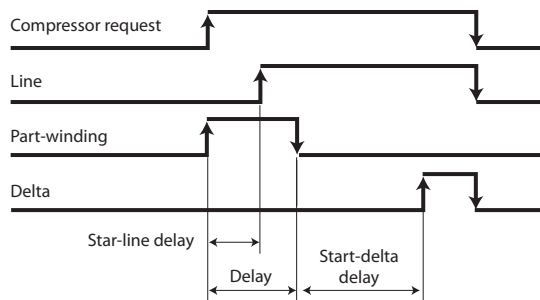 Compressor request
Line
Part-winding
Delta
Star-line delay
Delay
Start-delta
delay